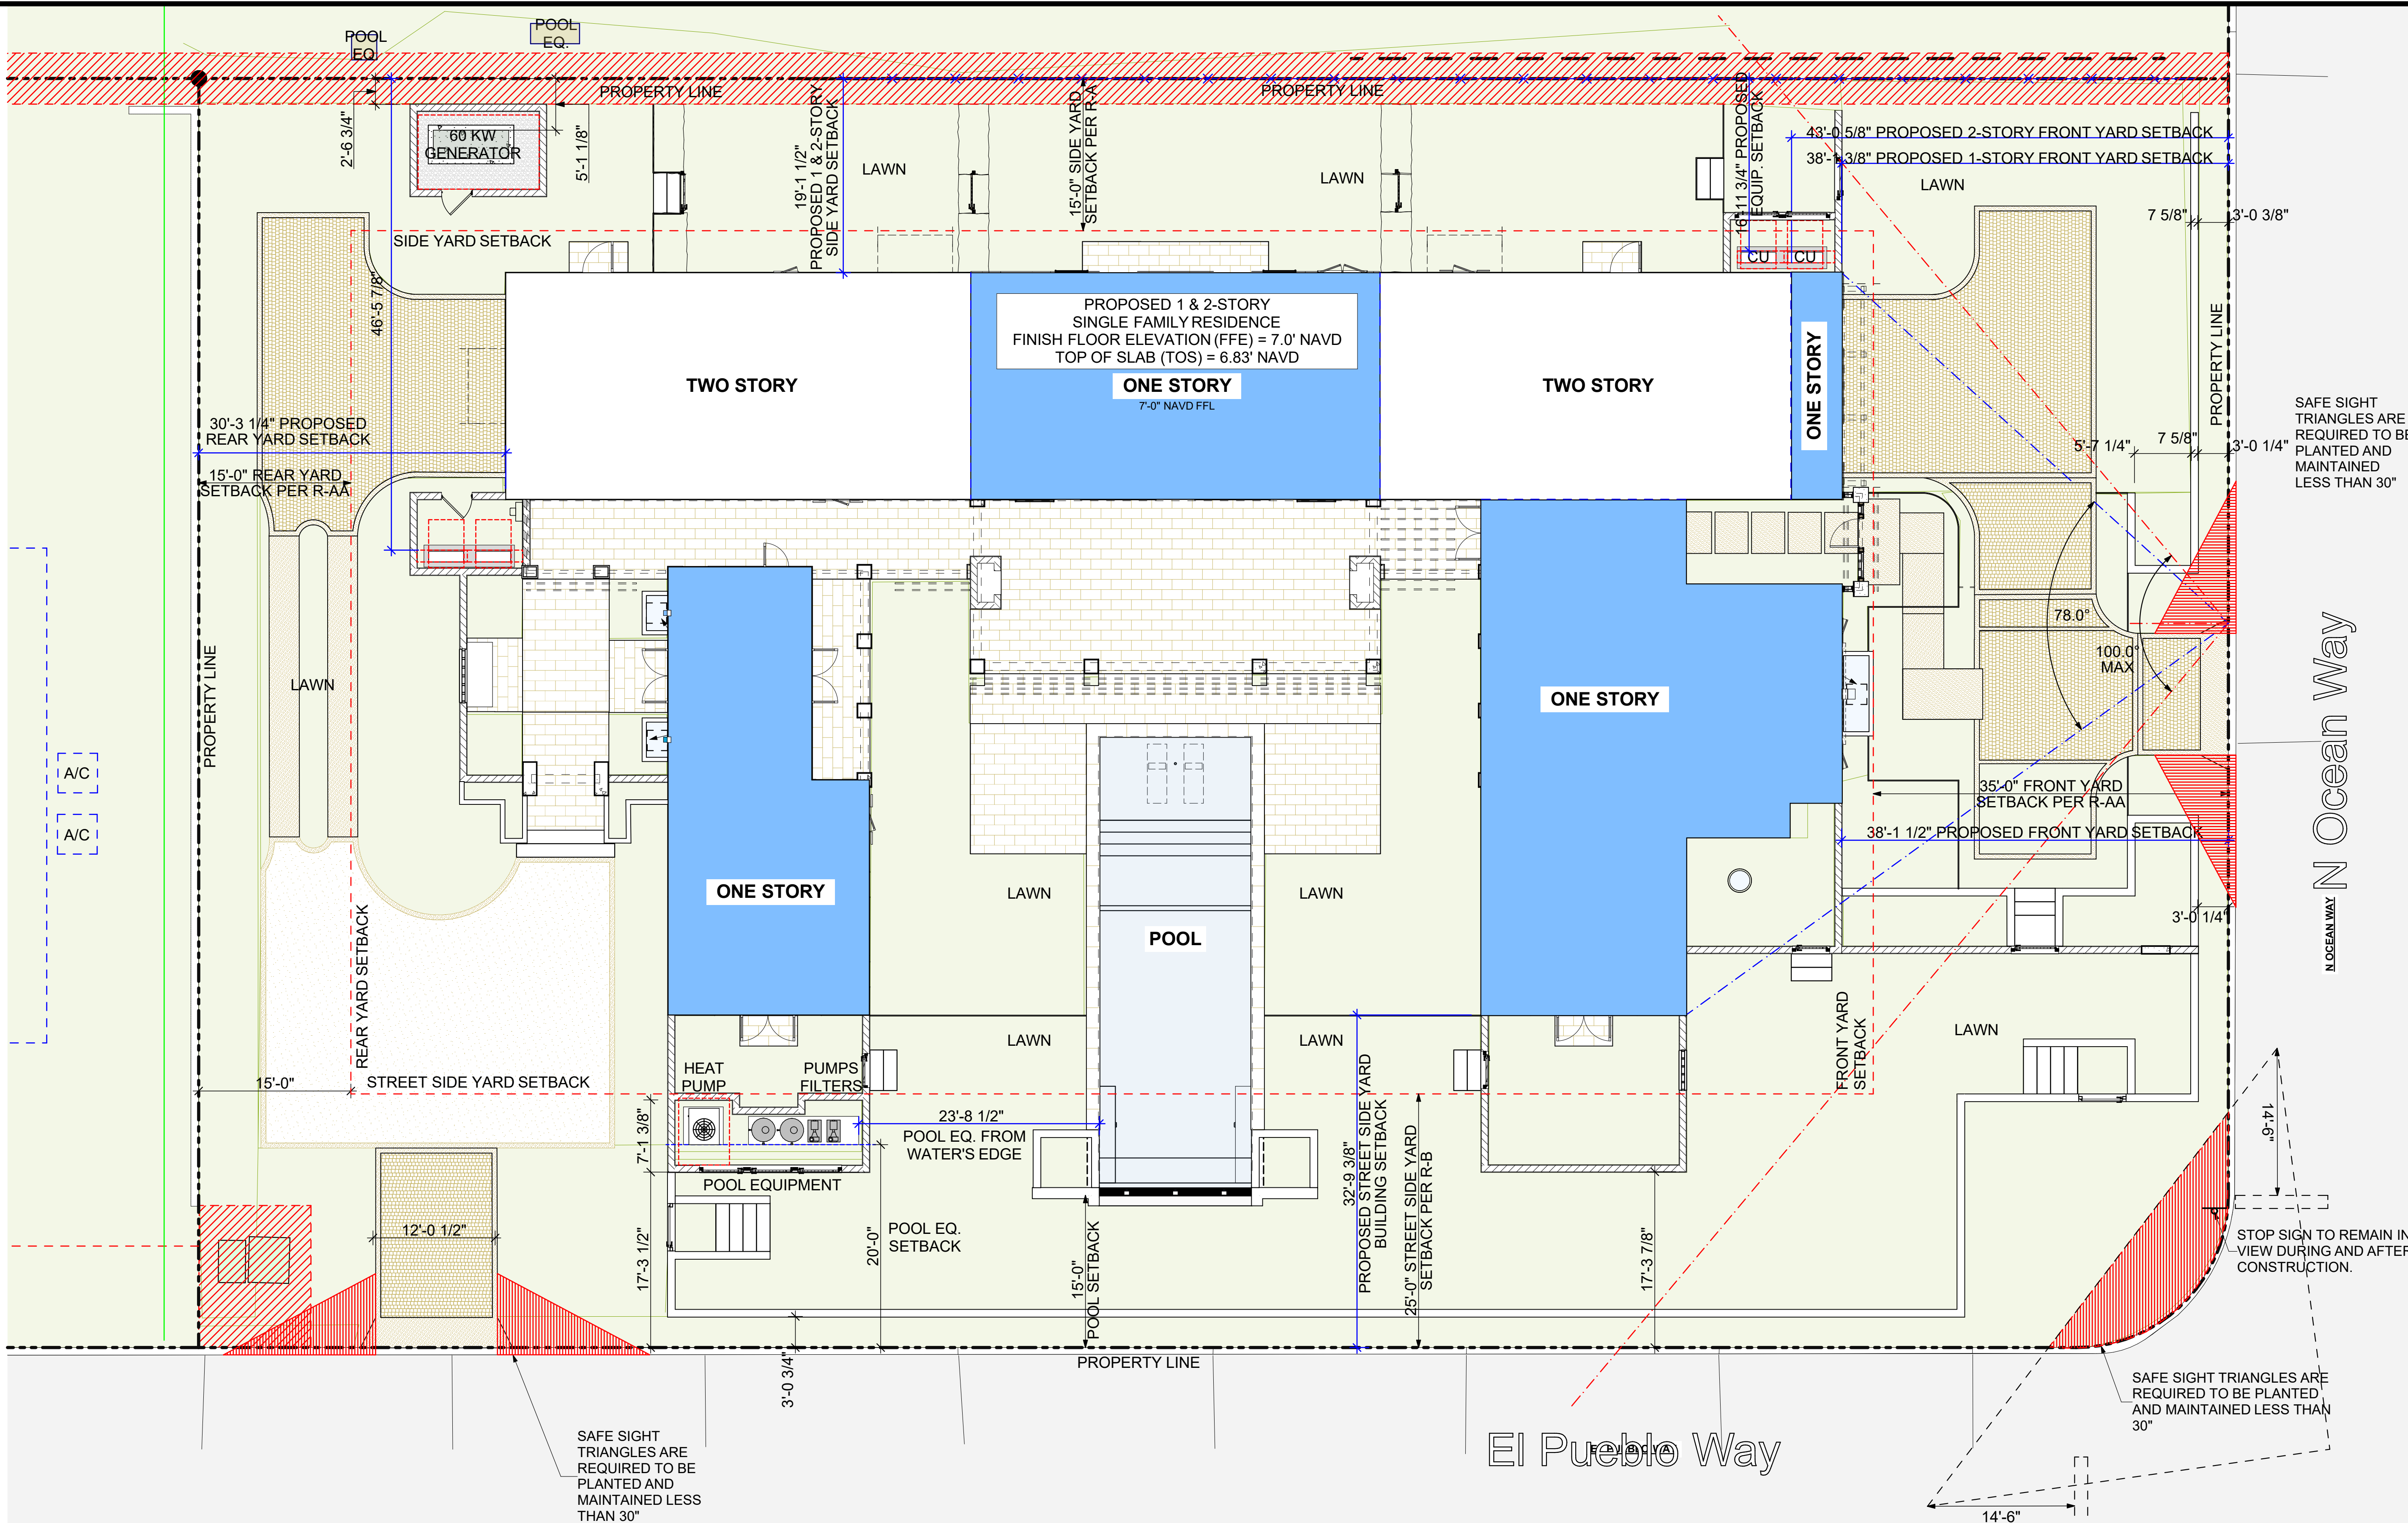 POOL
EQ.
POOL
EQ.
PROPERTY LINE
PROPERTY LINE
2'-6 3/4"
60 KW
GENERATOR
5'-1 1/8"
19'-1 1/2"
PROPOSED 1 & 2-STORY
SIDE YARD SETBACK
LAWN
15'-0" SIDE YARD
SETBACK PER R-A
LAWN
16'-11 3/4" PROPOSED
EQUIP. SETBACK
43'-0 5/8" PROPOSED 2-STORY FRONT YARD SETBACK
38'-1 3/8" PROPOSED 1-STORY FRONT YARD SETBACK
LAWN
7 5/8"
3'-0 3/8"
SIDE YARD SETBACK
46'-5 7/8"
CU
CU
PROPOSED 1 & 2-STORY
SINGLE FAMILY RESIDENCE
FINISH FLOOR ELEVATION (FFE) = 7.0' NAVD
TOP OF SLAB (TOS) = 6.83' NAVD
TWO STORY
ONE STORY
7'-0" NAVD FFL
TWO STORY
ONE STORY
PROPERTY LINE
SAFE SIGHT
TRIANGLES ARE
REQUIRED TO BE
PLANTED AND
MAINTAINED
LESS THAN 30"
30'-3 1/4" PROPOSED
REAR YARD SETBACK
15'-0" REAR YARD
SETBACK PER R-AA
5'-7 1/4"
7 5/8"
3'-0 1/4"
78.0°
100.0°
MAX
PROPERTY LINE
LAWN
ONE STORY
A/C
A/C
35'-0" FRONT YARD
SETBACK PER R-AA
38'-1 1/2" PROPOSED FRONT YARD SETBACK
N Ocean Way
N OCEAN WAY
ONE STORY
LAWN
LAWN
POOL
3'-0 1/4"
REAR YARD SETBACK
LAWN
LAWN
FRONT YARD
SETBACK
LAWN
15'-0"
STREET SIDE YARD SETBACK
HEAT
PUMP
PUMPS
FILTERS
23'-8 1/2"
POOL EQ. FROM
WATER'S EDGE
7'-1 3/8"
POOL EQUIPMENT
32'-9 3/8"
PROPOSED STREET SIDE YARD
BUILDING SETBACK
25'-0" STREET SIDE YARD
SETBACK PER R-B
14'-6"
12'-0 1/2"
17'-3 1/2"
20'-0"
POOL EQ.
SETBACK
15'-0"
POOL SETBACK
17'-3 7/8"
STOP SIGN TO REMAIN IN
VIEW DURING AND AFTER
CONSTRUCTION.
3'-0 3/4"
PROPERTY LINE
SAFE SIGHT TRIANGLES ARE
REQUIRED TO BE PLANTED
AND MAINTAINED LESS THAN
30"
SAFE SIGHT
TRIANGLES ARE
REQUIRED TO BE
PLANTED AND
MAINTAINED LESS
THAN 30"
El Pueblo Way
14'-6"